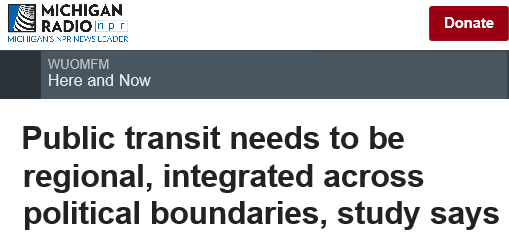 MICHIGAN
RADIO npr
MICHIGAN'S NPR NEWS LEADER
Donate
WUOMFM
Here and Now
Public transit needs to be
regional, integrated across
political boundaries, study says